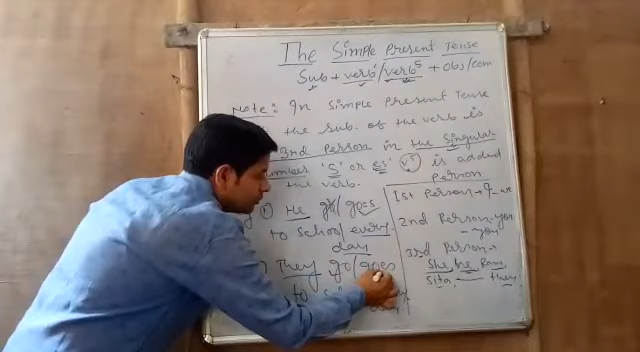 The Simple Present Tense
Sub + verb¹/verb⁵ + Obj/com
Note: In Simple Present Tense
the sub. of the verb is
3rd Person in the Singular
number 'S' or es (v⁵) is added
the verb.
① He go/goes
to school every
day
They go/goes
to
Person
1st Person - I - we
2nd Person - you
- you
3rd Person -
She, he, Ram,
Sita — they